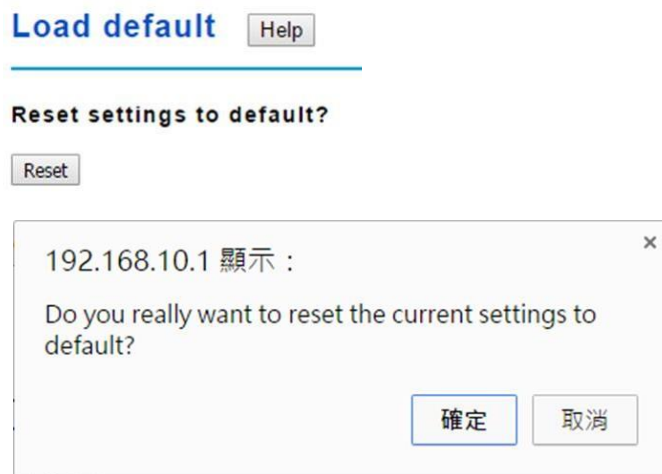 Load default Help
Reset settings to default?
Reset
192.168.10.1 顯示：
×
Do you really want to reset the current settings to
default?
確定 取消